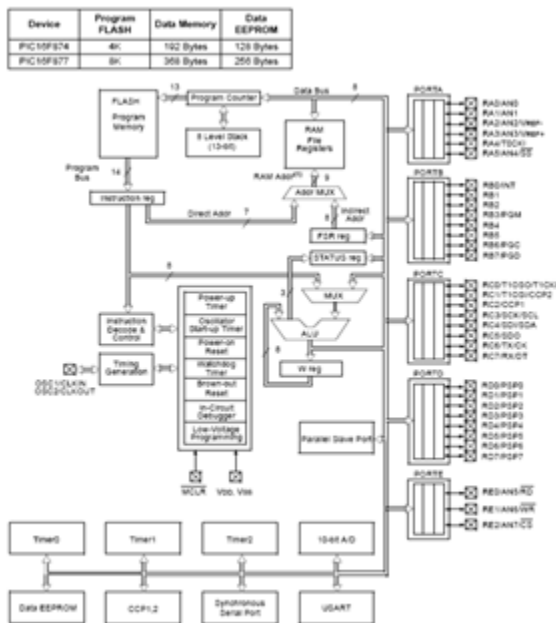 Device Program FLASH Data Memory Data EEPROM
PIC16F874 4K 192 Bytes 128 Bytes
PIC16F877 8K 368 Bytes 256 Bytes
13
Data Bus
8
PORTA
FLASH
Program
Memory
Program Counter
8 Level Stack
(13-bit)
RAM
File
Registers
RA0/AN0
RA1/AN1
RA2/AN2/VREF-
RA3/AN3/VREF+
RA4/T0CKI
RA5/AN4/SS
Program
Bus
14
RAM Addr(1)
9
PORTB
Instruction reg
Addr MUX
Direct Addr
7
8
Indirect
Addr
FSR reg
STATUS reg
RB0/INT
RB1
RB2
RB3/PGM
RB4
RB5
RB6/PGC
RB7/PGD
8
PORTC
3
MUX
Power-up
Timer
Oscillator
Start-up Timer
Power-on
Reset
Watchdog
Timer
Brown-out
Reset
In-Circuit
Debugger
Low-Voltage
Programming
Instruction
Decode &
Control
Timing
Generation
OSC1/CLKIN
OSC2/CLKOUT
ALU
8
W reg
RC0/T1OSO/T1CKI
RC1/T1OSI/CCP2
RC2/CCP1
RC3/SCK/SCL
RC4/SDI/SDA
RC5/SDO
RC6/TX/CK
RC7/RX/DT
PORTD
RD0/PSP0
RD1/PSP1
RD2/PSP2
RD3/PSP3
RD4/PSP4
RD5/PSP5
RD6/PSP6
RD7/PSP7
Parallel Slave Port
MCLR
VDD, VSS
PORTE
RE0/AN5/RD
RE1/AN6/WR
RE2/AN7/CS
Timer0
Timer1
Timer2
10-bit A/D
Data EEPROM
CCP1,2
Synchronous
Serial Port
USART